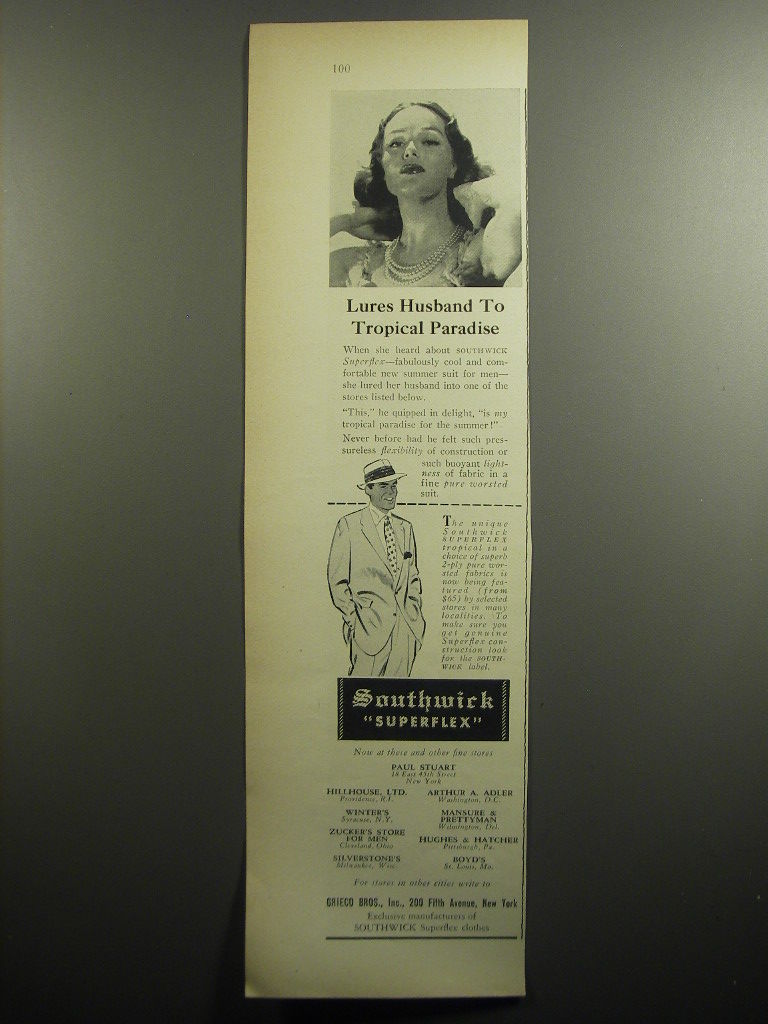 100
Lures Husband To
Tropical Paradise
When she heard about SOUTHWICK
Superflex—fabulously cool and com-
fortable new summer suit for men—
she lured her husband into one of the
stores listed below.
"This," he quipped in delight, "is my
tropical paradise for the summer!"
Never before had he felt such pres-
sureless flexibility of construction or
such buoyant light-
ness of fabric in a
fine pure worsted
suit.
The unique
Southwick
SUPERFLEX
tropical in a
choice of superb
2-ply pure wor-
sted fabrics is
now being fea-
tured (from
$65) by selected
stores in many
localities. To
make sure you
get genuine
Superflex con-
struction look
for the SOUTH-
WICK label.
Southwick
"SUPERFLEX"
Now at these and other fine stores
PAUL STUART
18 East 45th Street
New York
HILLHOUSE, LTD.
Providence, R.I.
ARTHUR A. ADLER
Washington, D.C.
WINTER'S
Syracuse, N.Y.
MANSURE &
PRETTYMAN
Wilmington, Del.
ZUCKER'S STORE
FOR MEN
Cleveland, Ohio
HUGHES & HATCHER
Pittsburgh, Pa.
SILVERSTONE'S
Milwaukee, Wisc.
BOYD'S
St. Louis, Mo.
For stores in other cities write to
GRIECO BROS., Inc., 200 Fifth Avenue, New York
Exclusive manufacturers of
SOUTHWICK Superflex clothes